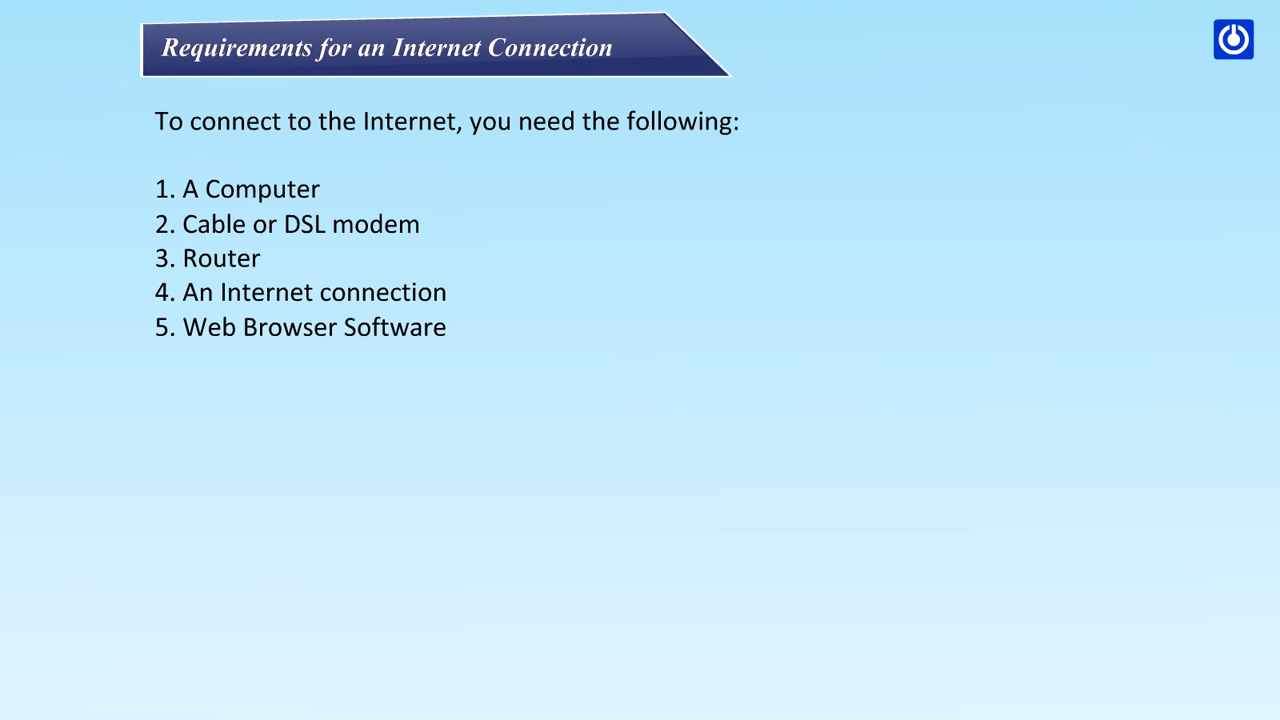 Requirements for an Internet Connection
To connect to the Internet, you need the following:
1. A Computer
2. Cable or DSL modem
3. Router
4. An Internet connection
5. Web Browser Software